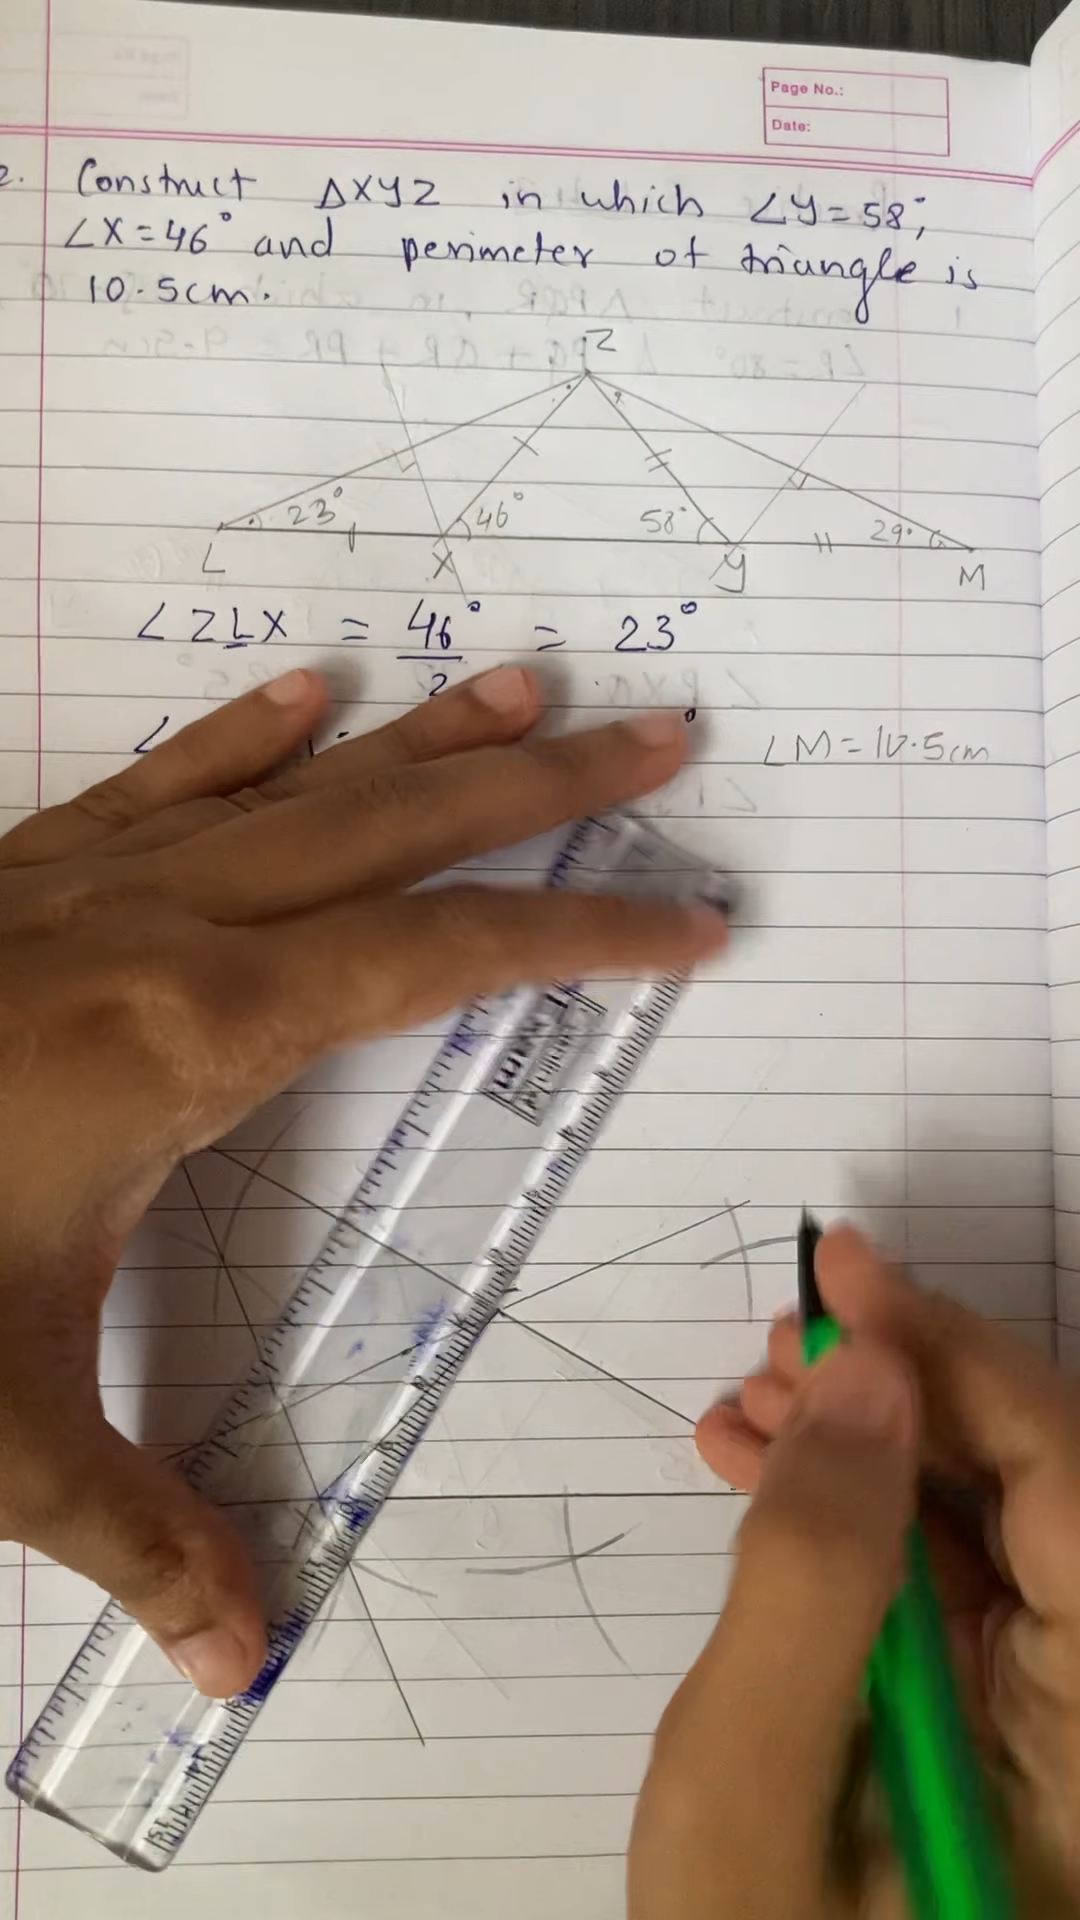 Page No.:
Date:
2. Construct ΔXYZ in which ∠Y=58°,
∠X=46° and perimeter of triangle is
10.5cm.
Z
23°
46°
58°
29°
L
X
Y
M
∠ZLX = 46°/2 = 23°
∠
LM=10.5cm